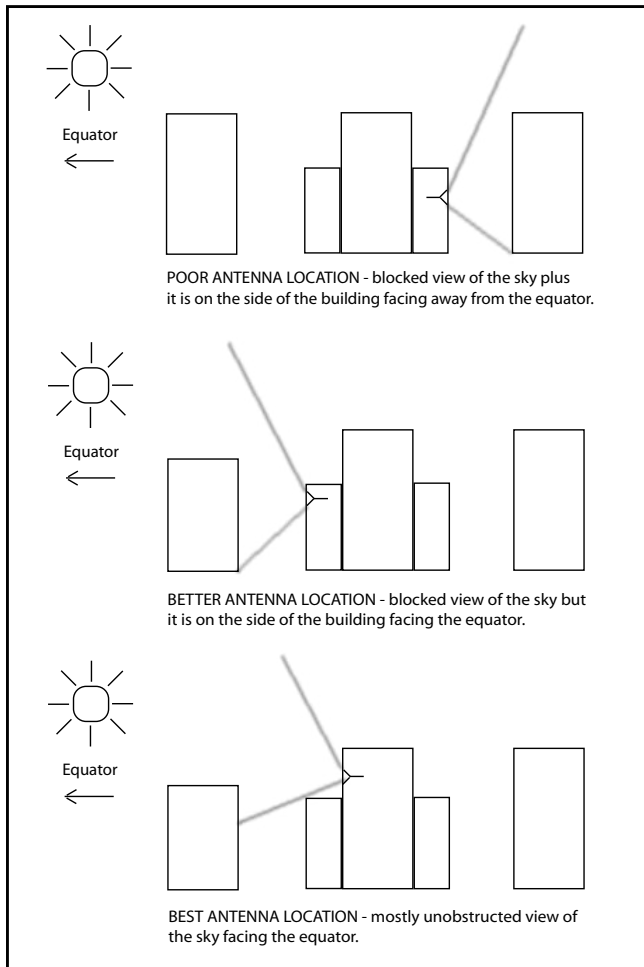 Equator
POOR ANTENNA LOCATION - blocked view of the sky plus
it is on the side of the building facing away from the equator.
Equator
BETTER ANTENNA LOCATION - blocked view of the sky but
it is on the side of the building facing the equator.
Equator
BEST ANTENNA LOCATION - mostly unobstructed view of
the sky facing the equator.